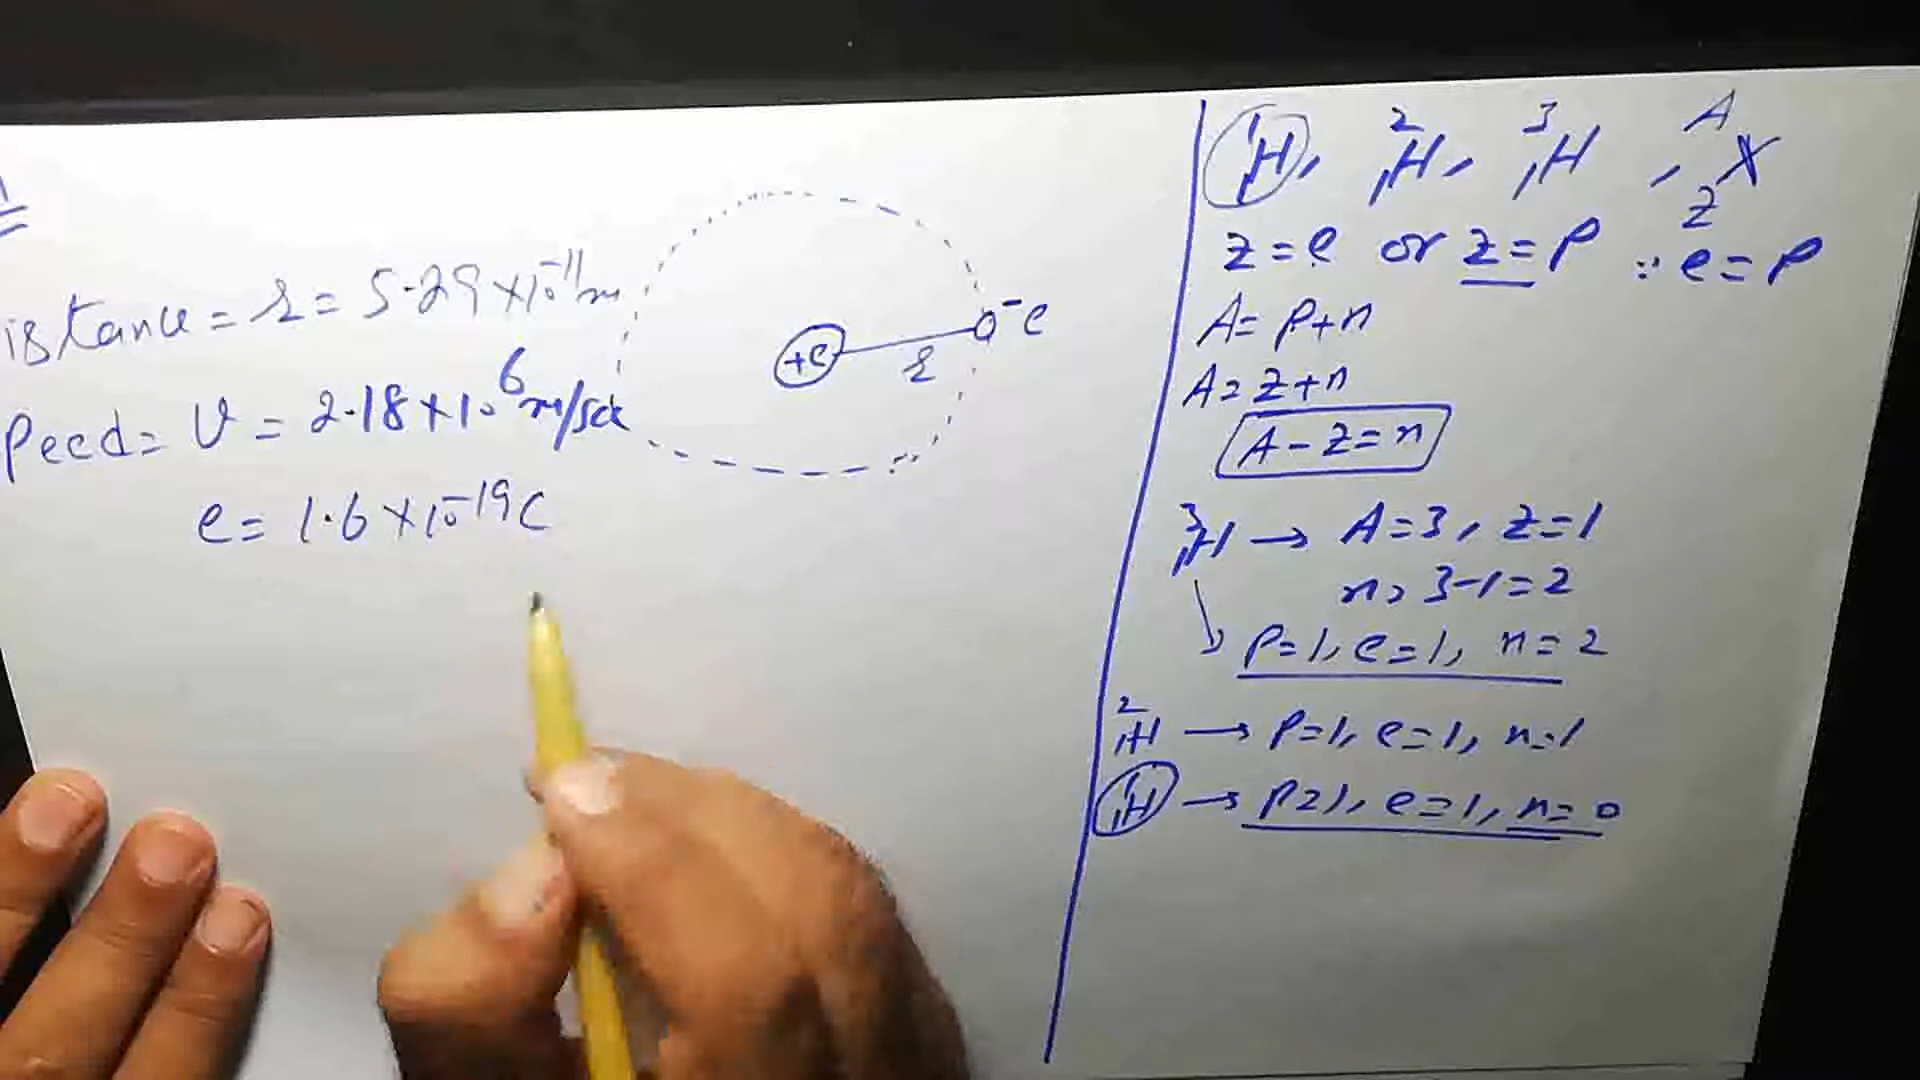 istance = r = 5.29 × 10⁻¹¹ m
peed = v = 2.18 × 10⁶ m/sec
e = 1.6 × 10⁻¹⁹ C
+e
r
-e
¹₁H, ²₁H, ³₁H, ᴬ_Z X
z = e or z = p ∵ e = p
A = p + n
A = z + n
A - z = n
³₁H → A = 3, z = 1
n = 3 - 1 = 2
p = 1, e = 1, n = 2
²₁H → p = 1, e = 1, n = 1
¹₁H → p = 1, e = 1, n = 0